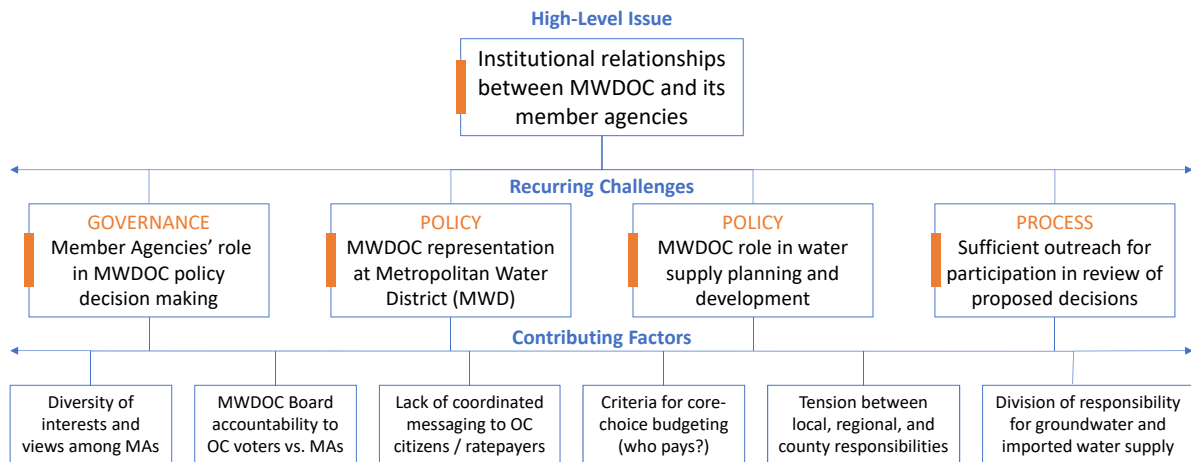 High-Level Issue
Institutional relationships
between MWDOC and its
member agencies
Recurring Challenges
GOVERNANCE
Member Agencies' role
in MWDOC policy
decision making
POLICY
MWDOC representation
at Metropolitan Water
District (MWD)
POLICY
MWDOC role in water
supply planning and
development
PROCESS
Sufficient outreach for
participation in review of
proposed decisions
Contributing Factors
Diversity of
interests and
views among MAs
MWDOC Board
accountability to
OC voters vs. MAs
Lack of coordinated
messaging to OC
citizens / ratepayers
Criteria for core-
choice budgeting
(who pays?)
Tension between
local, regional, and
county responsibilities
Division of responsibility
for groundwater and
imported water supply